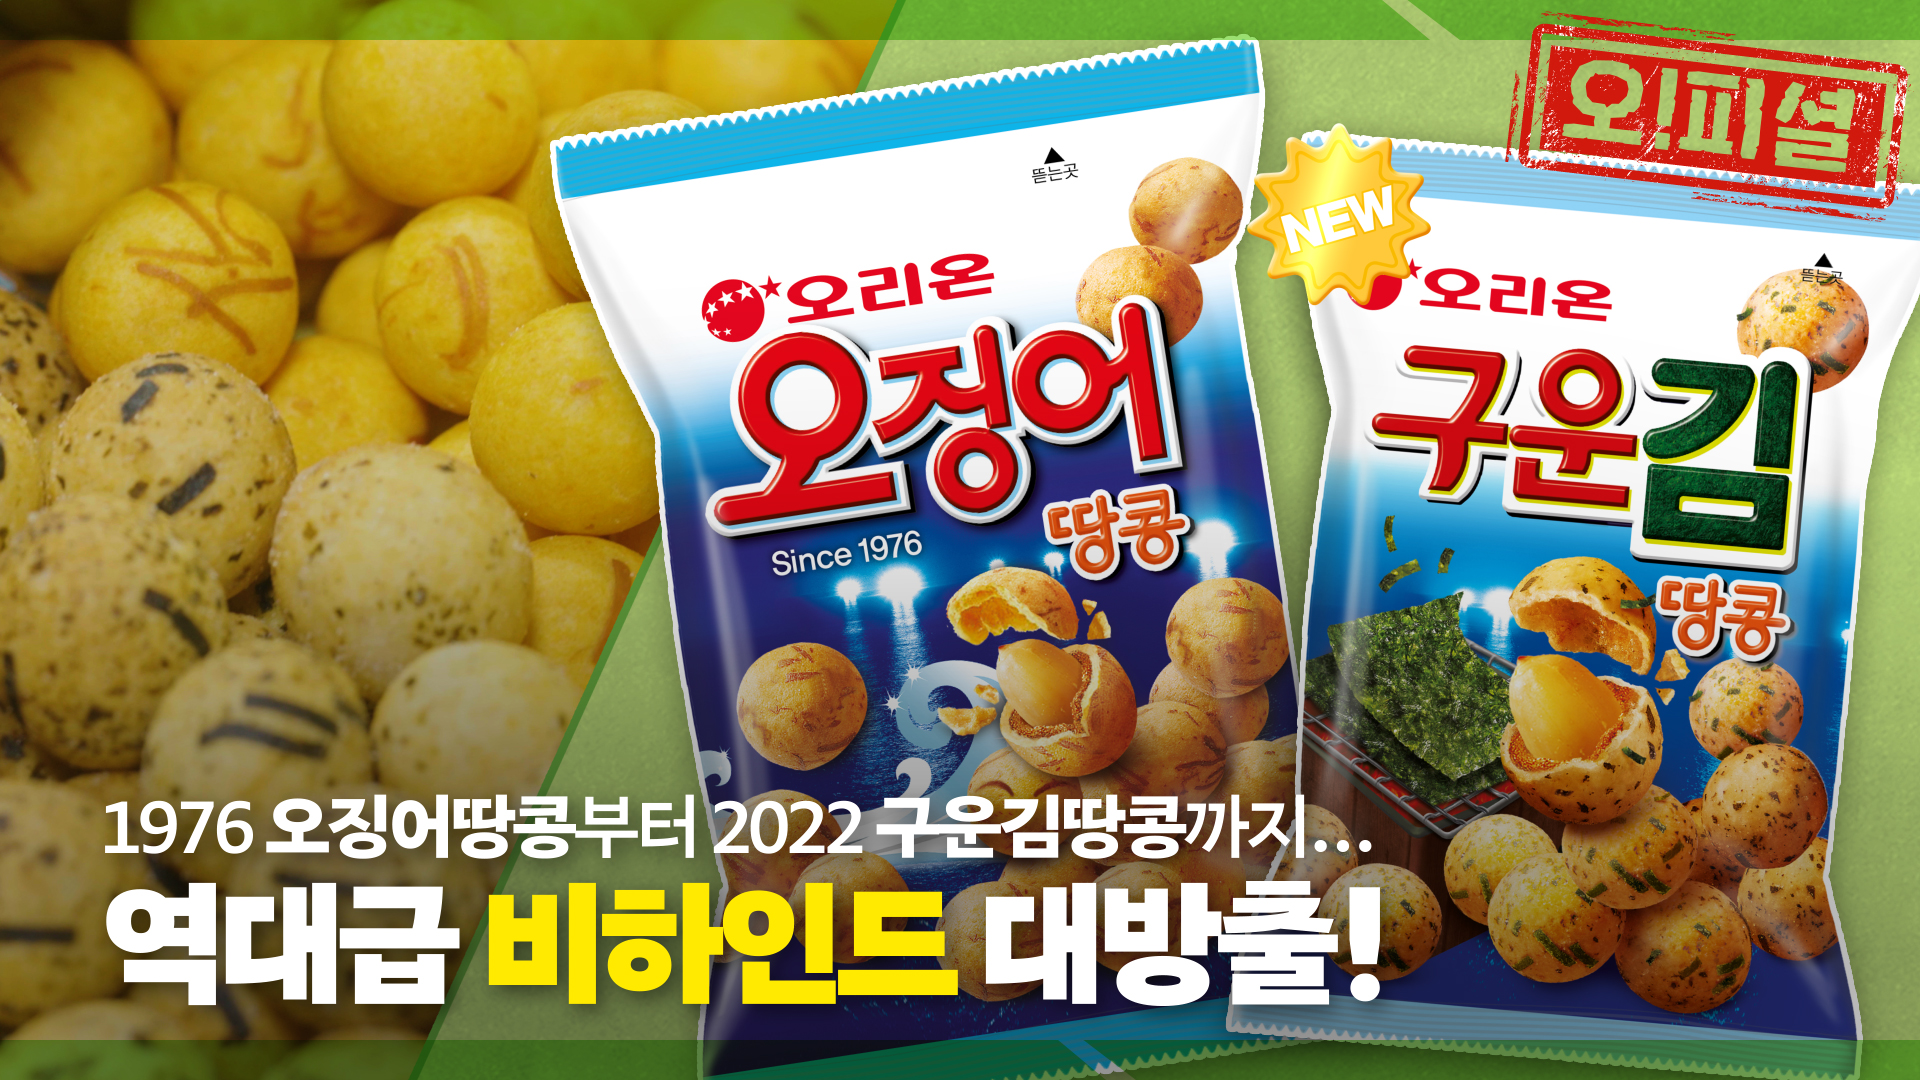 오피셜
뜯는곳
NEW
오리온
오징어
땅콩
Since 1976
뜯는곳
오리온
구운김
땅콩
1976 오징어땅콩부터 2022 구운김땅콩까지...
역대급 비하인드 대방출!